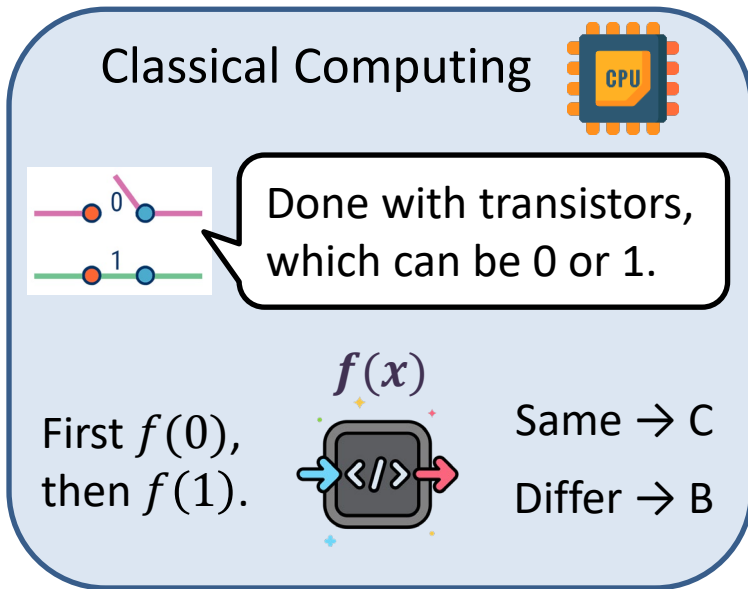 Classical Computing
CPU
0
1
Done with transistors,
which can be 0 or 1.
f(x)
First f(0),
then f(1).
</>
Same → C
Differ → B